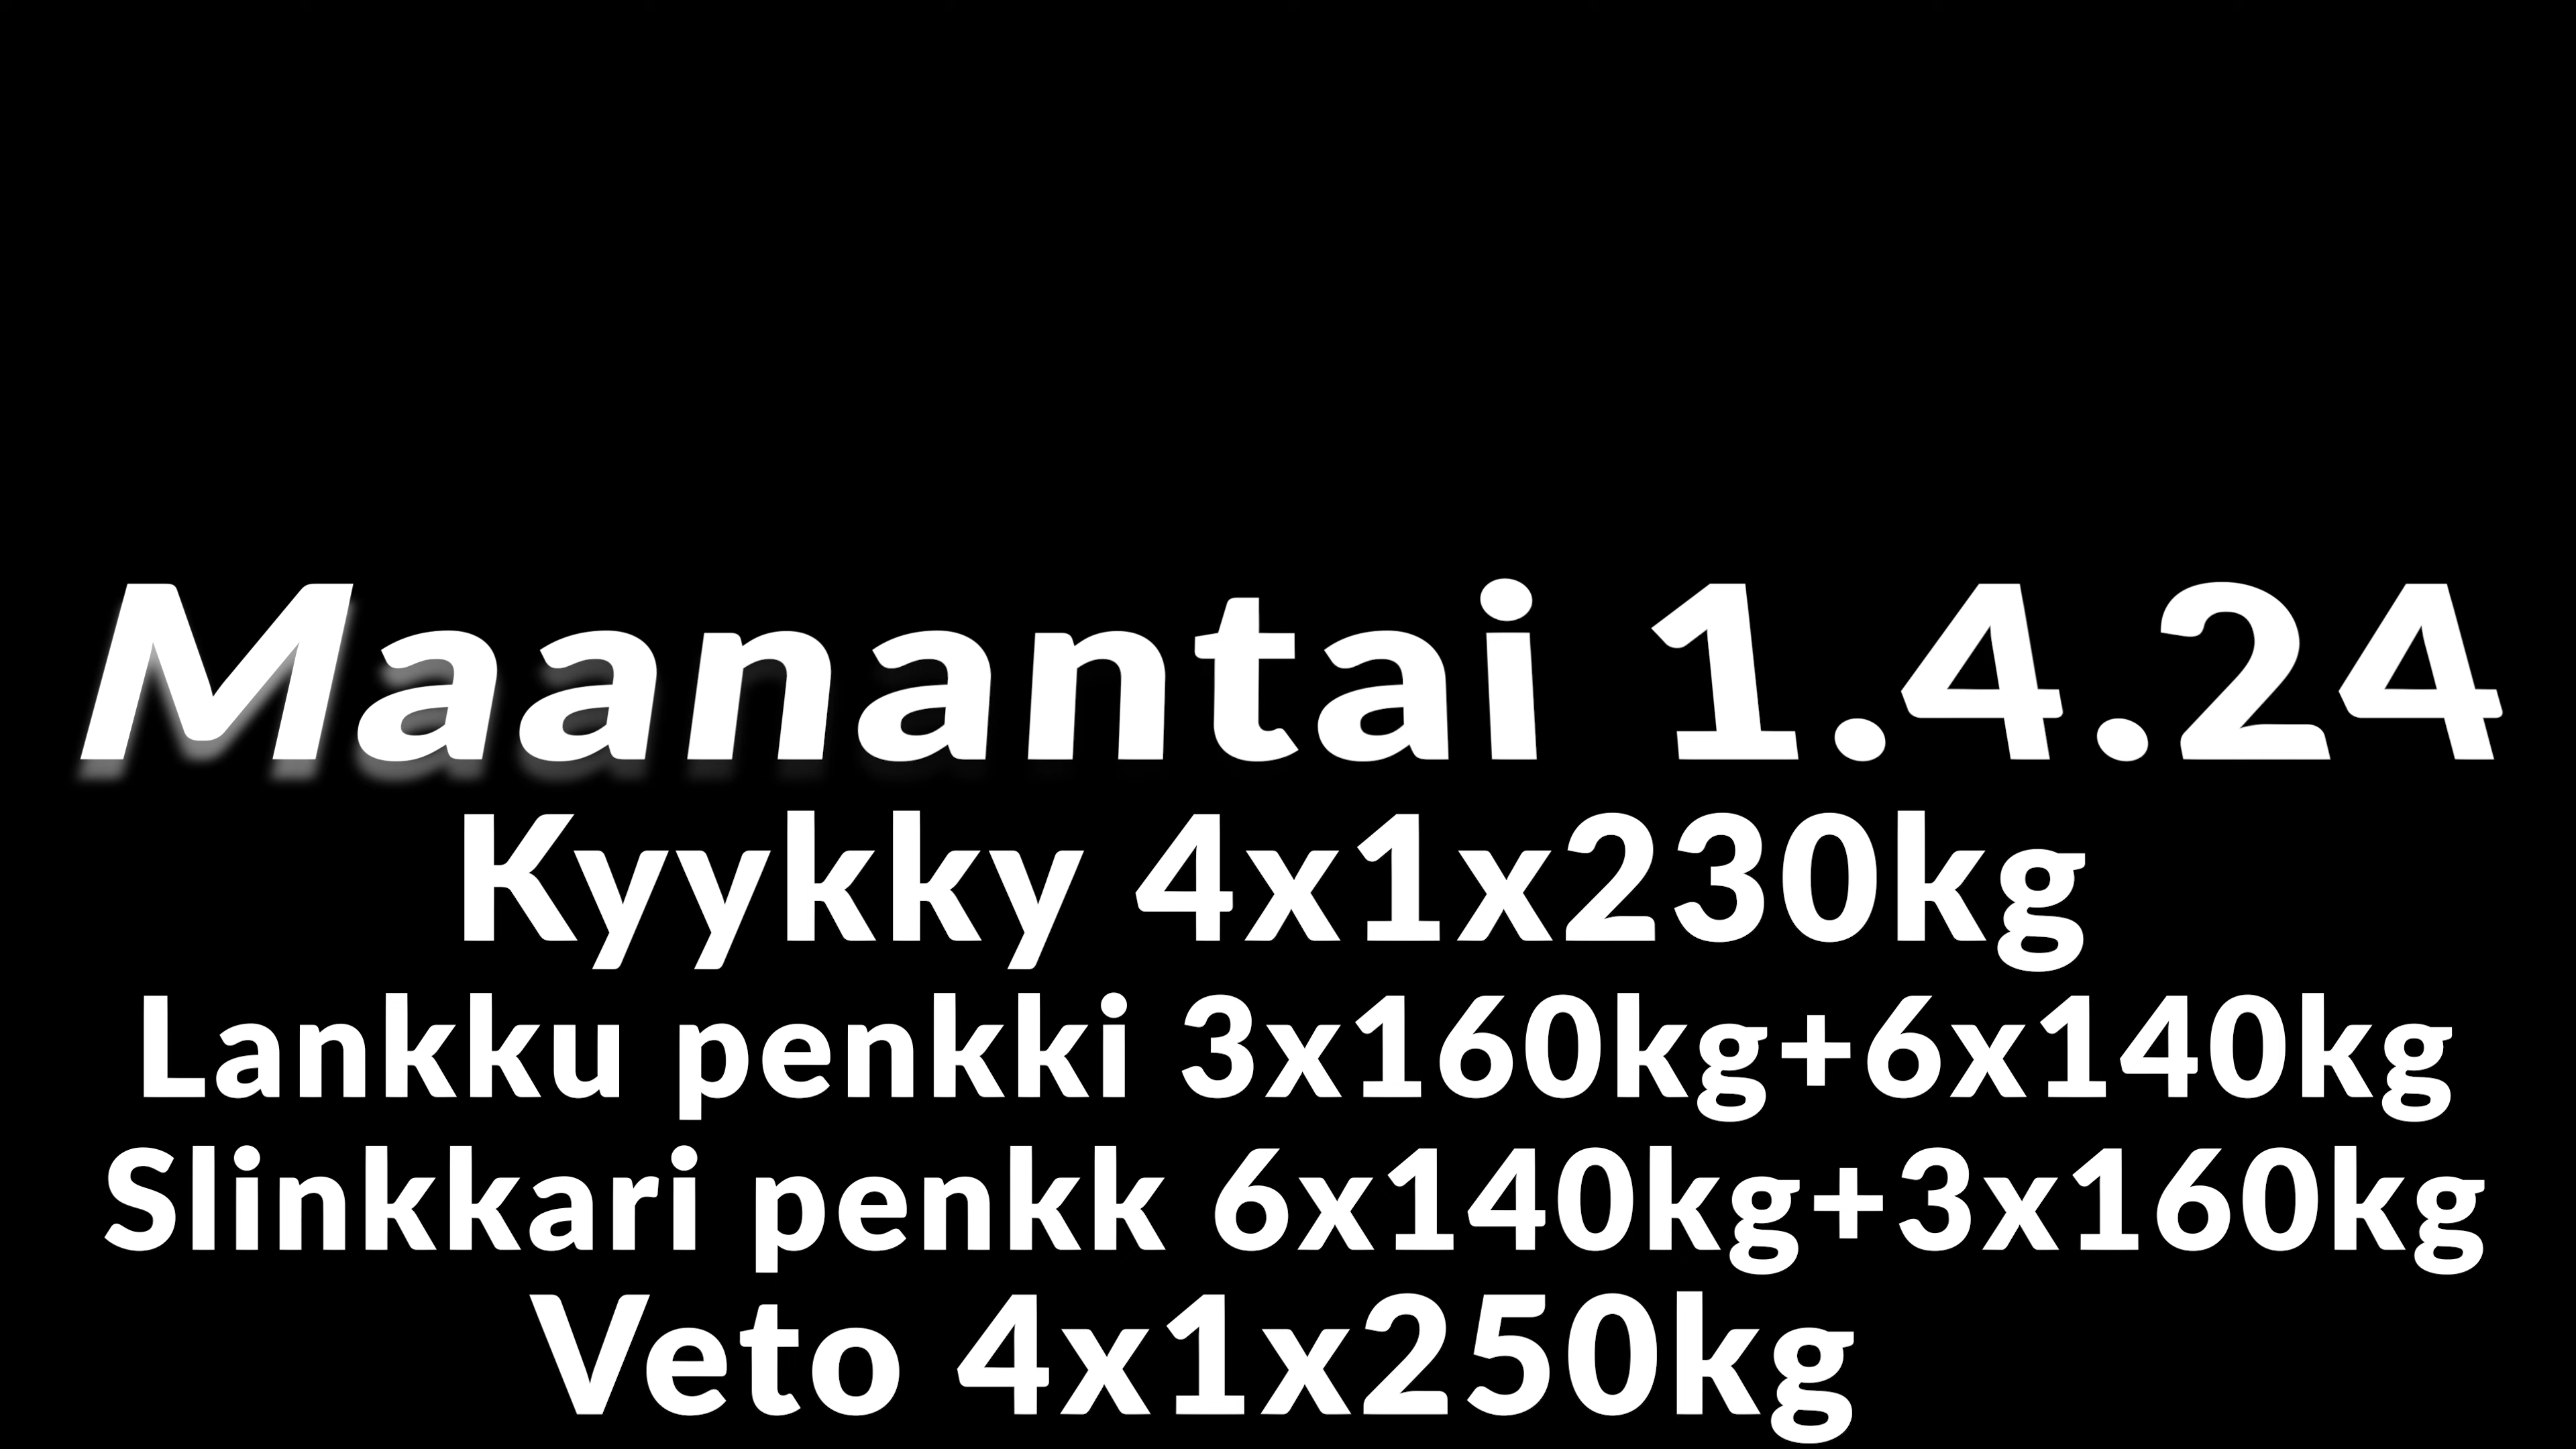 Maanantai 1.4.24
Kyykky 4x1x230kg
Lankku penkki 3x160kg+6x140kg
Slinkkari penkk 6x140kg+3x160kg
Veto 4x1x250kg